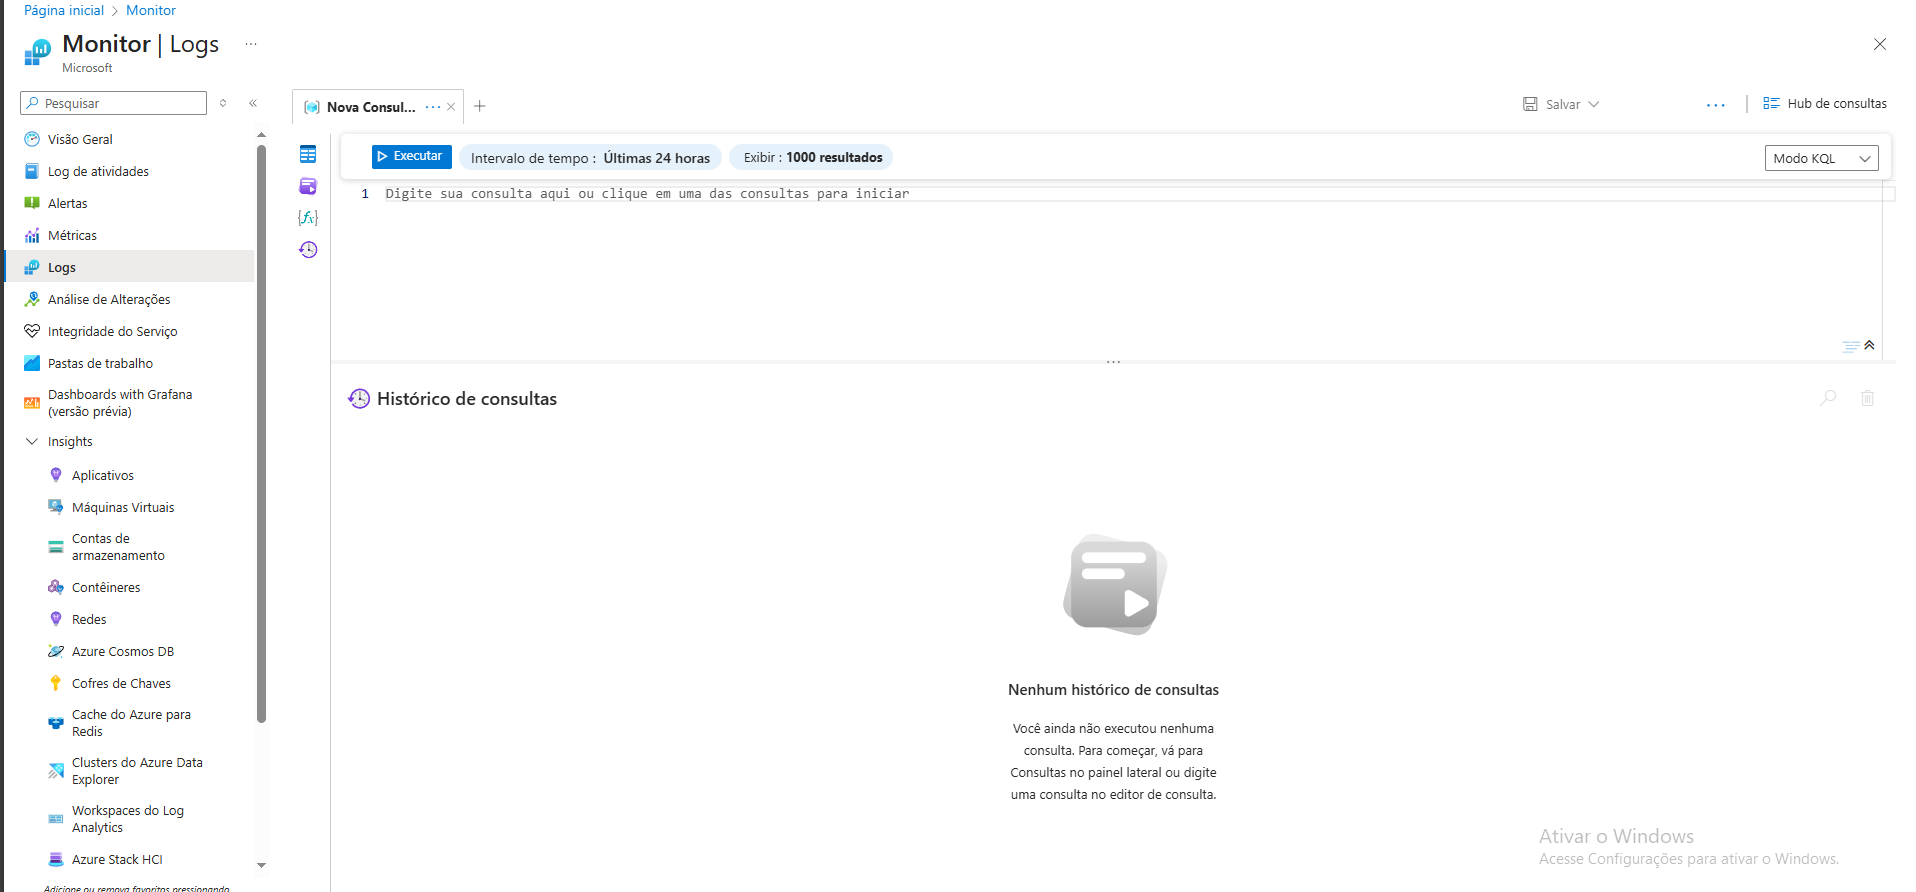 Página inicial > Monitor
Monitor | Logs ...
Microsoft
Pesquisar
Visão Geral
Log de atividades
Alertas
Métricas
Logs
Análise de Alterações
Integridade do Serviço
Pastas de trabalho
Dashboards with Grafana
(versão prévia)
Insights
Aplicativos
Máquinas Virtuais
Contas de
armazenamento
Contêineres
Redes
Azure Cosmos DB
Cofres de Chaves
Cache do Azure para
Redis
Clusters do Azure Data
Explorer
Workspaces do Log
Analytics
Azure Stack HCI
Adicione ou remova favoritos pressionando
Nova Consul... ...
Salvar
...
Hub de consultas
Executar
Intervalo de tempo : Últimas 24 horas
Exibir : 1000 resultados
Modo KQL
{fx}
1 Digite sua consulta aqui ou clique em uma das consultas para iniciar
...
Histórico de consultas
Nenhum histórico de consultas
Você ainda não executou nenhuma
consulta. Para começar, vá para
Consultas no painel lateral ou digite
uma consulta no editor de consulta.
Ativar o Windows
Acesse Configurações para ativar o Windows.